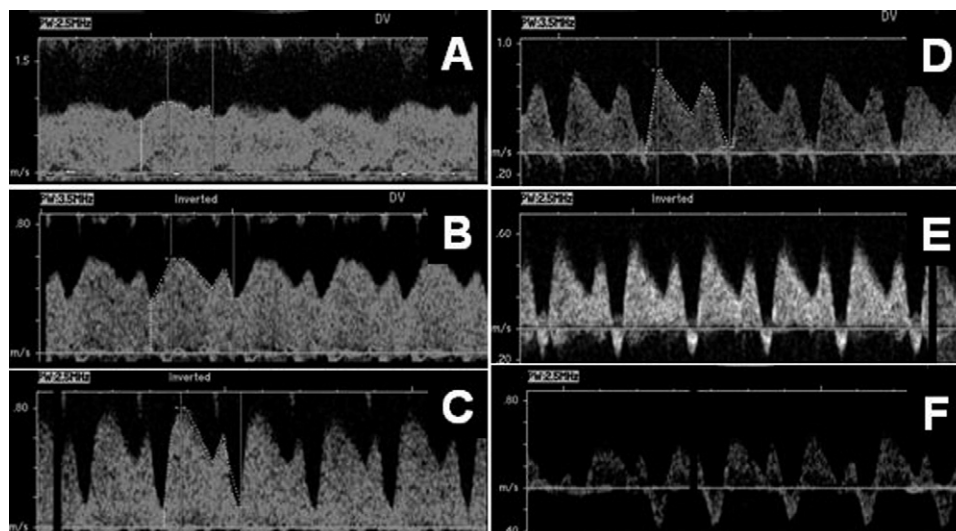 PW:2.5MHz DV
1.5
A
m/s
PW:3.5MHz Inverted DV
.80
B
m/s
PW:2.5MHz Inverted
.80
C
m/s
PW:3.5MHz DV
1.0
D
m/s
.20
PW:2.5MHz Inverted
.60
E
m/s
.20
PW:2.5MHz
.80
F
m/s
.40